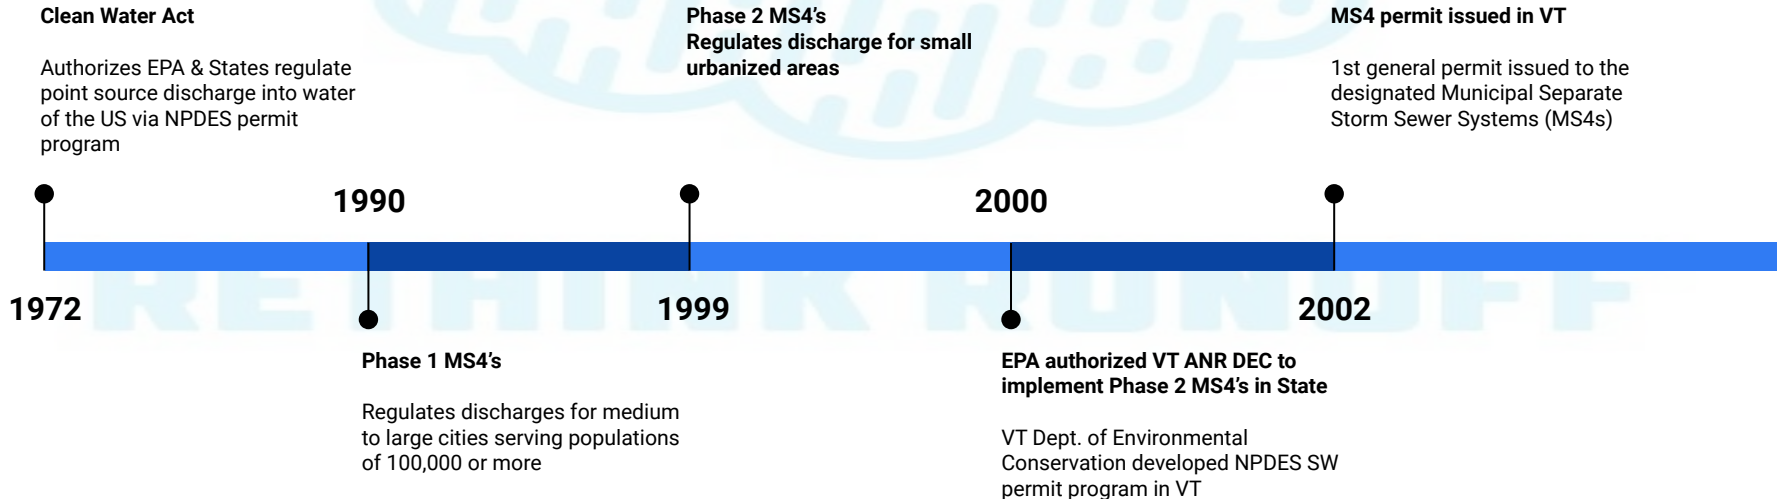 Clean Water Act
Authorizes EPA & States regulate
point source discharge into water
of the US via NPDES permit
program
Phase 2 MS4's
Regulates discharge for small
urbanized areas
MS4 permit issued in VT
1st general permit issued to the
designated Municipal Separate
Storm Sewer Systems (MS4s)
1990
2000
1972
1999
2002
RETHINK RUNOFF
Phase 1 MS4's
Regulates discharges for medium
to large cities serving populations
of 100,000 or more
EPA authorized VT ANR DEC to
implement Phase 2 MS4's in State
VT Dept. of Environmental
Conservation developed NPDES SW
permit program in VT